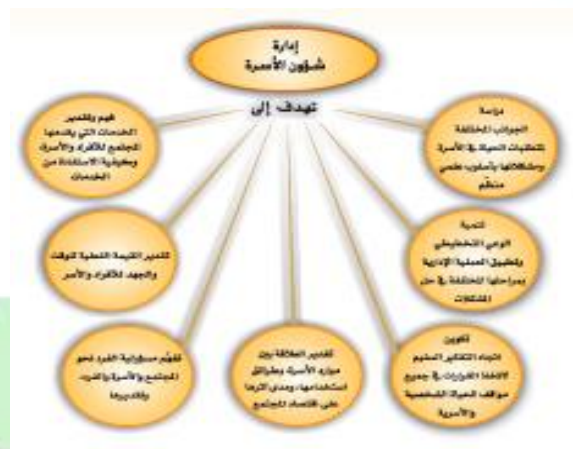 إدارة
شؤون الأسرة
تهدف إلى
دراسة
الجوانب المختلفة
لمتطلبات الحياة في الأسرة
ومشكلاتها بأسلوب علمي
منظم
تنمية
الوعي التخطيطي
وتطبيق العملية الإدارية
بمراحلها المختلفة في حل
المشكلات
تكوين
اتجاه التفكير السليم
لاتخاذ القرارات في جميع
مواقف الحياة الشخصية
والأسرية
تقدير العلاقة بين
موارد الأسرة وطرائق
استخدامها، ومدى أثرها
على اقتصاد المجتمع
تفهم مسؤولية الفرد نحو
المجتمع والأسرة والفرد،
وتقديرها
تقدير القيمة الفعلية للوقت
والجهد للأفراد والأسر
فهم وتقدير
الخدمات التي يقدمها
المجتمع للأفراد والأسرة،
وكيفية الاستفادة من
الخدمات